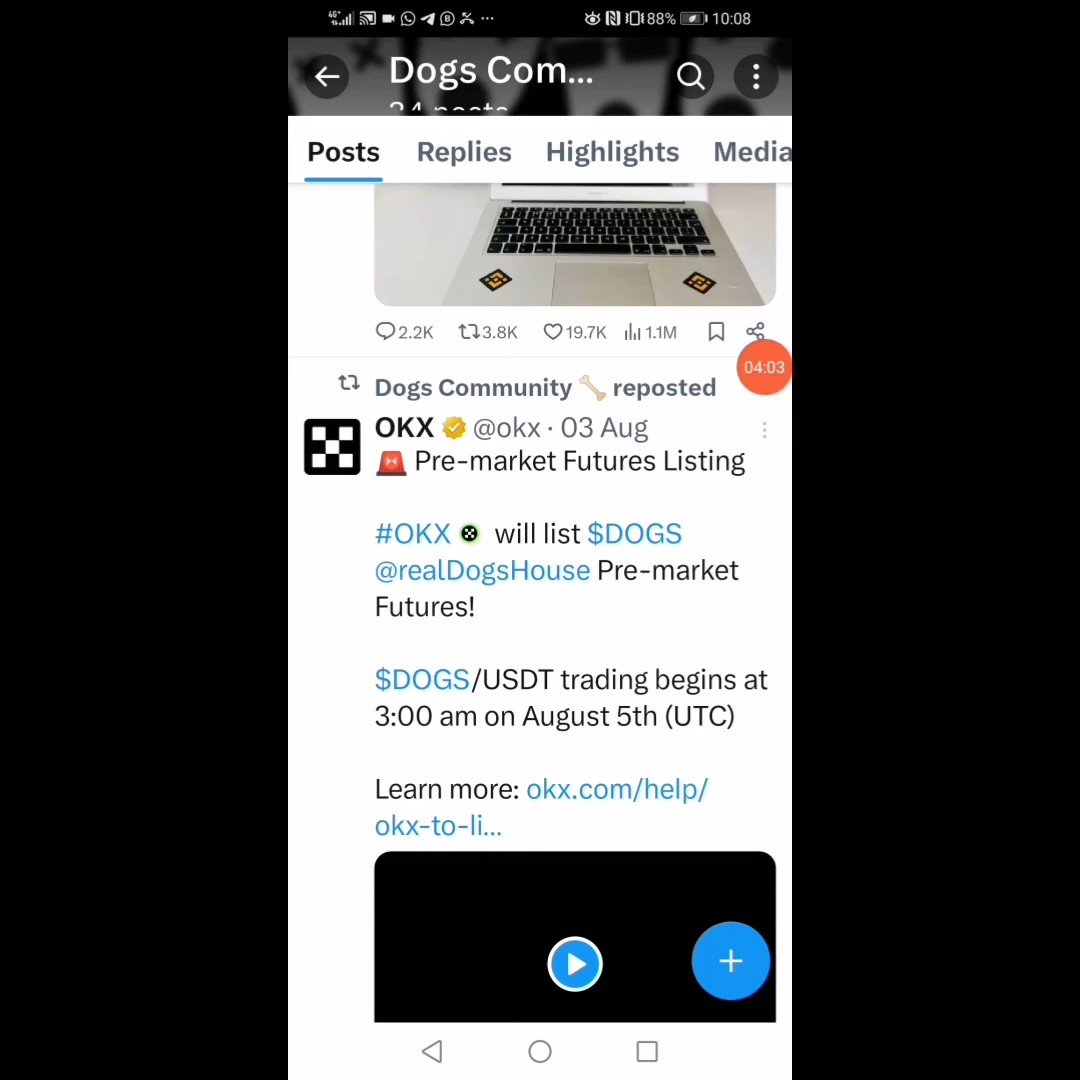 4G+ 88% 10:08
Dogs Com...
24 posts
Posts Replies Highlights Media
2.2K 3.8K 19.7K 1.1M
04:03
Dogs Community 🦴 reposted
OKX @okx · 03 Aug
🚨 Pre-market Futures Listing
#OKX will list $DOGS
@realDogsHouse Pre-market
Futures!
$DOGS/USDT trading begins at
3:00 am on August 5th (UTC)
Learn more: okx.com/help/
okx-to-li...